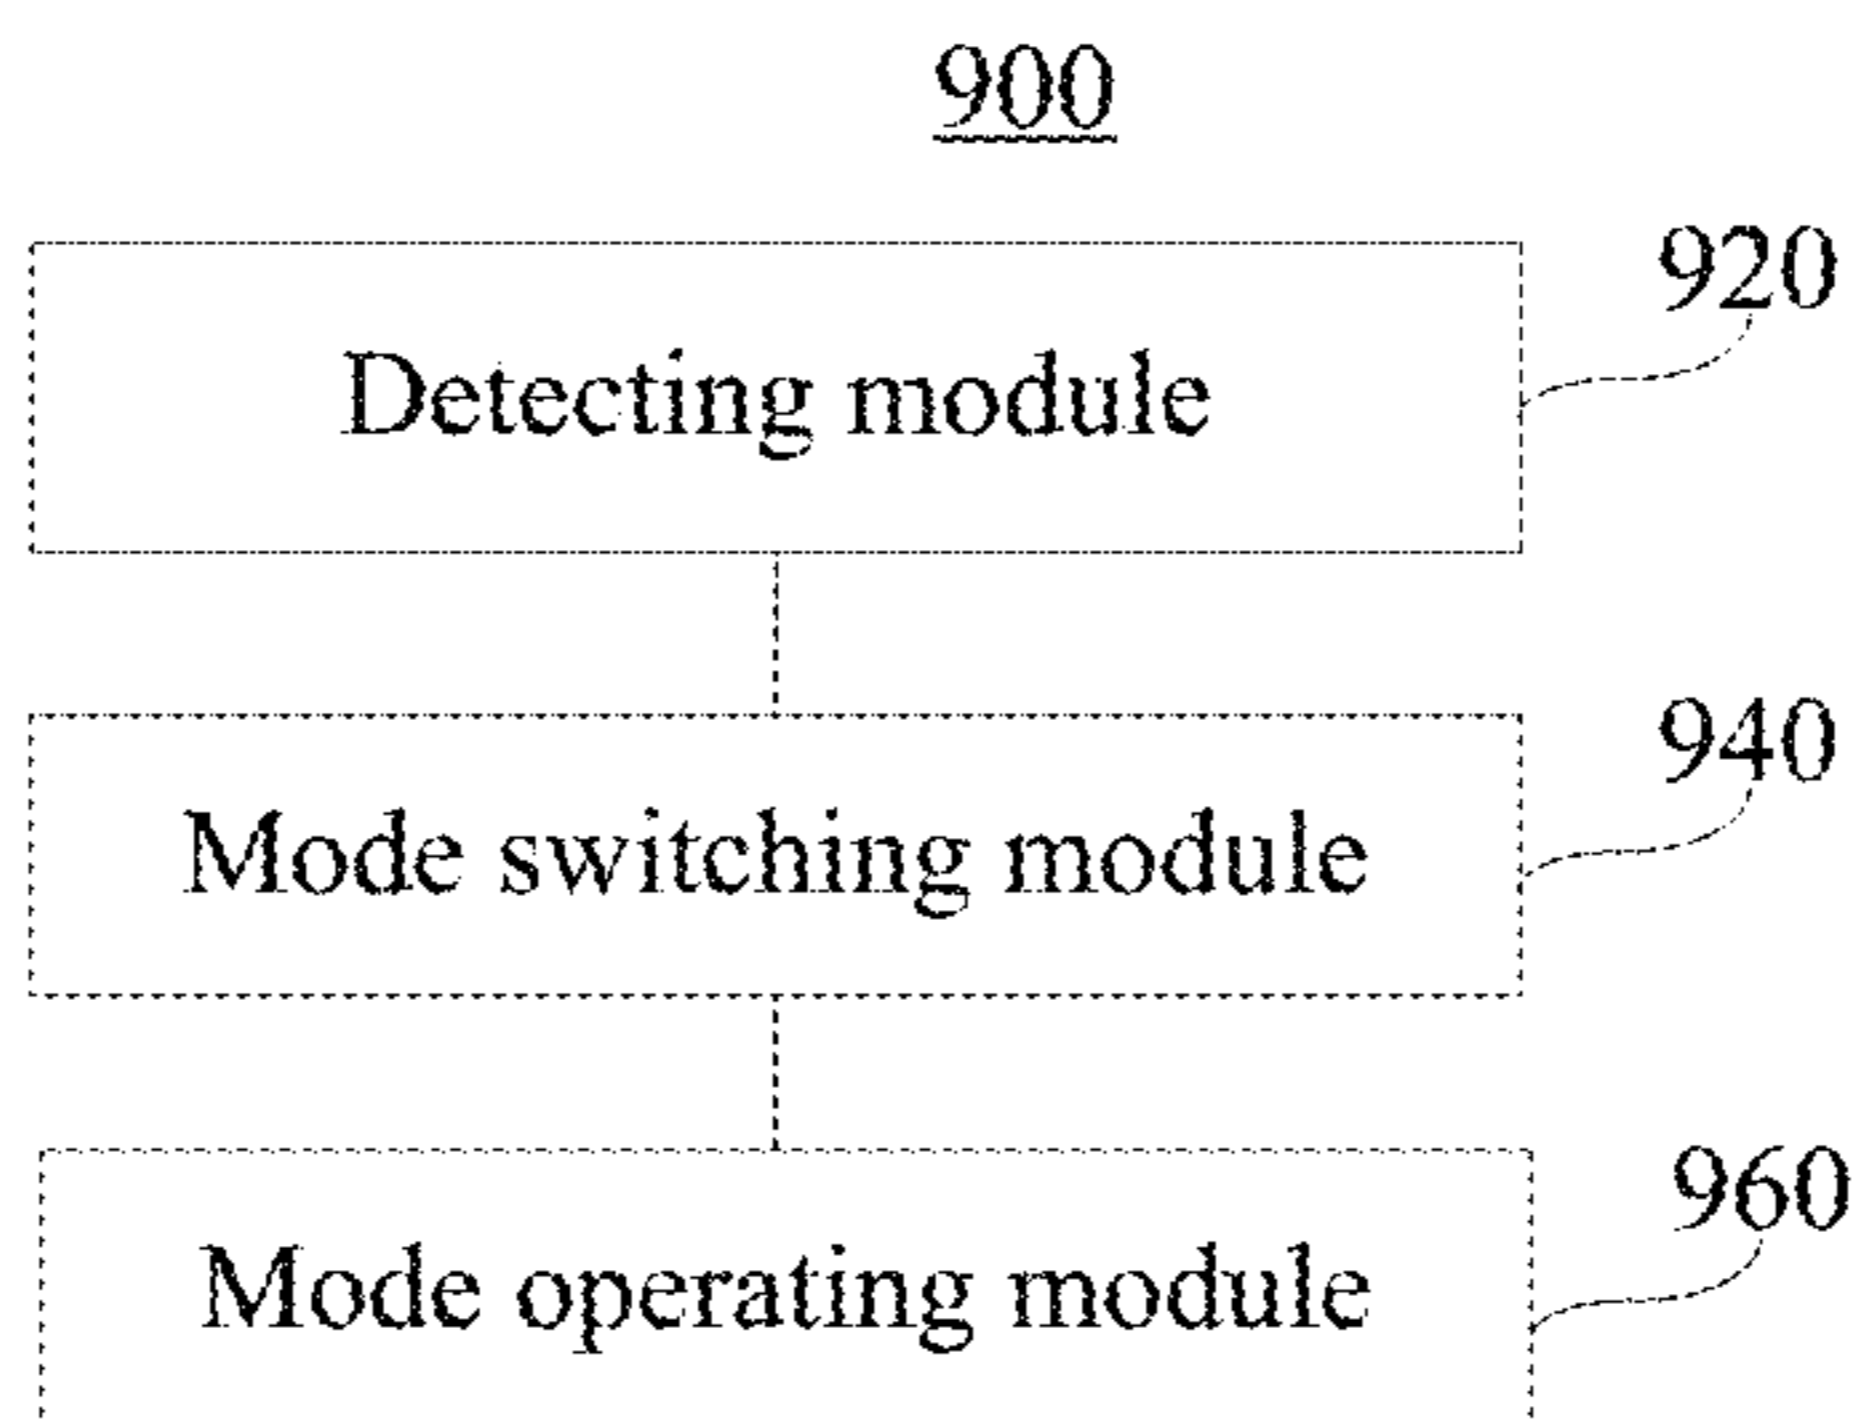 900
920
Detecting module
940
Mode switching module
960
Mode operating module